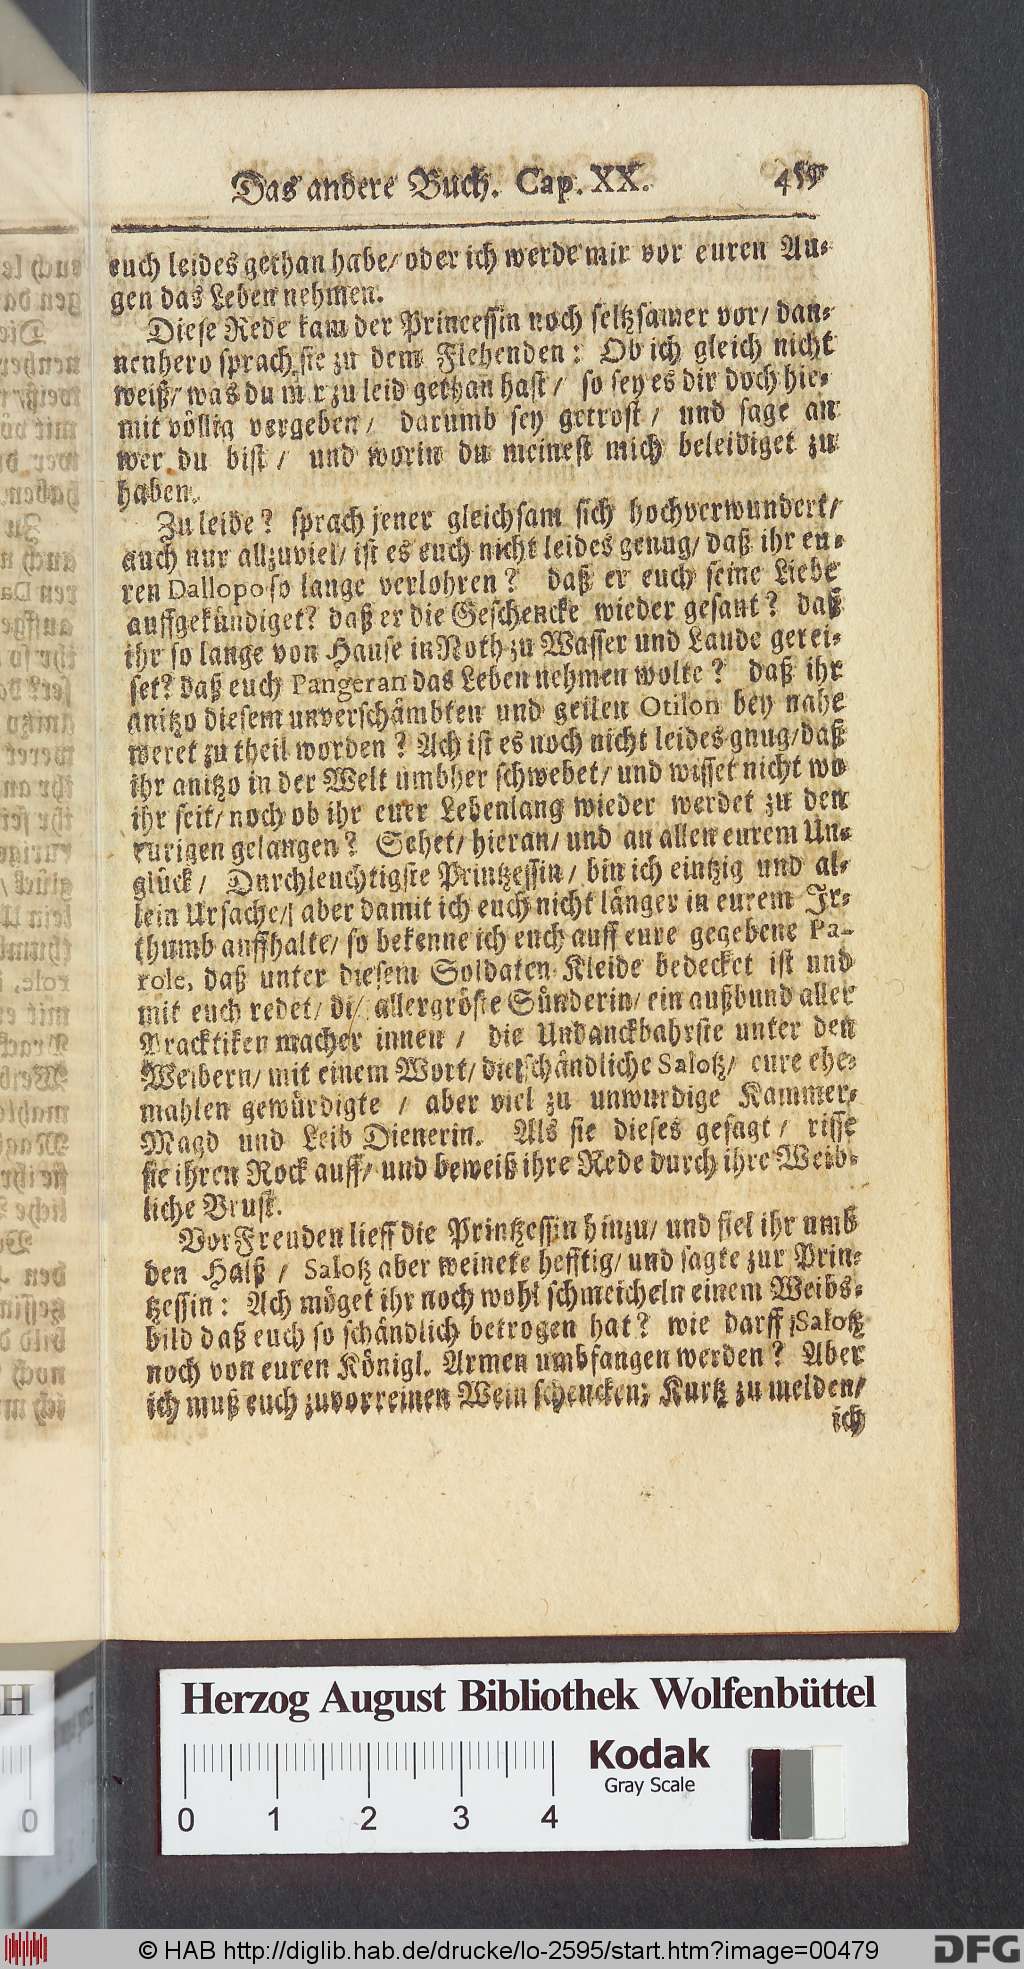 Das andere Buch. Cap. XX. 459
euch leides gethan habe/ oder ich werde mir vor euren Au-
gen das Leben nehmen.
Diese Rede kam der Princessin noch seltzsamer vor/ dan-
nenhero sprach sie zu dem Flehenden: Ob ich gleich nicht
weiß/ was du mir zu leid gethan hast/ so sey es dir doch hie-
mit völlig vergeben/ darumb sey getrost/ und sage an
wer du bist/ und worin du meinest mich beleidiget zu
haben.
Zu leide? sprach jener gleichsam sich hochverwundert/
auch nur allzuviel/ ist es euch nicht leides genug/ daß ihr eu-
ren Dallopo so lange verlohren? daß er euch seine Liebe
auffgekündiget? daß er die Geschencke wieder gesant? daß
ihr so lange von Hause in Noth zu Wasser und Lande gerei-
set? daß euch Pangeran das Leben nehmen wolte? daß ihr
anitzo diesem unverschämbten und geilen Otilon bey nahe
weret zu theil worden? Ach ist es noch nicht leides gnug/ daß
ihr anitzo in der Welt umbher schwebet/ und wisset nicht wo
ihr seit/ noch ob ihr euer Lebenlang wieder werdet zu den
eurigen gelangen? Sehet/ hieran/ und an allen eurem Un-
glück/ Durchleuchtigste Printzessin/ bin ich eintzig und al-
lein Ursache/ aber damit ich euch nicht länger in eurem Ir-
thumb auffhalte/ so bekenne ich euch auff eure gegebene Pa-
role, daß unter diesem Soldaten-Kleide bedecket ist und
mit euch redet/ di allergröste Sünderin/ ein außbund aller
Pracktiken macher innen/ die Undanckbahrste unter den
Weibern/ mit einem Wort/ die schändliche Salotz/ eure ehe-
mahlen gewürdigte / aber viel zu unwurdige Kammer-
Magd und Leib Dienerin. Als sie dieses gesagt/ risse
sie ihren Rock auff/ und beweiß ihre Rede durch ihre Weib-
liche Brust.
Vor Freuden lieff die Printzessin hinzu/ und fiel ihr umb
den Halß / Salotz aber weinete hefftig/ und sagte zur Prin-
tzessin: Ach möget ihr noch wohl schmeicheln einem Weibs-
bild daß euch so schändlich betrogen hat? wie darff Salotz
noch von euren Königl. Armen umbfangen werden? Aber
ich muß euch zuvor reinen Wein schencken; Kurtz zu melden/
ich
Herzog August Bibliothek Wolfenbüttel
Kodak
Gray Scale
0 1 2 3 4
H
0
© HAB http://diglib.hab.de/drucke/lo-2595/start.htm?image=00479
DFG